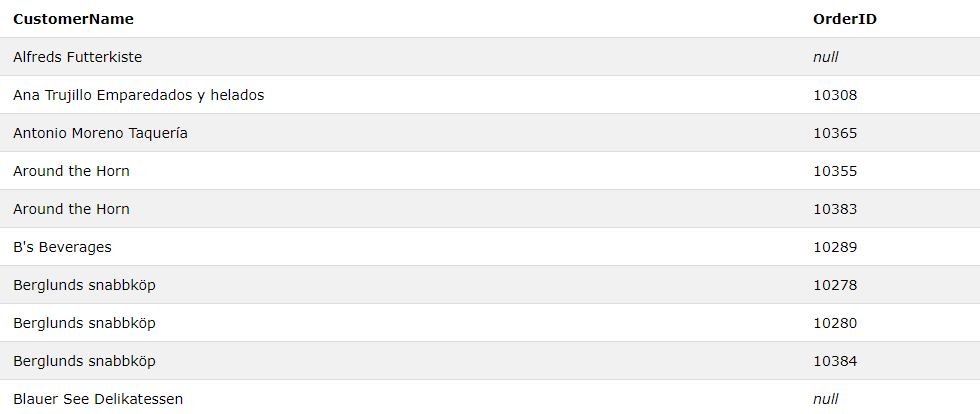 CustomerName OrderID
Alfreds Futterkiste null
Ana Trujillo Emparedados y helados 10308
Antonio Moreno Taquería 10365
Around the Horn 10355
Around the Horn 10383
B's Beverages 10289
Berglunds snabbköp 10278
Berglunds snabbköp 10280
Berglunds snabbköp 10384
Blauer See Delikatessen null